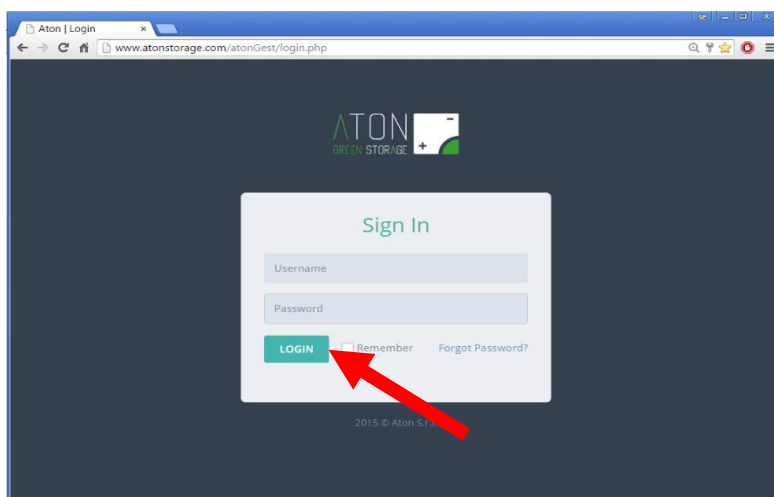 Aton | Login
www.atonstorage.com/atonGest/login.php
ATON
GREEN STORAGE
Sign In
Username
Password
LOGIN Remember Forgot Password?
2015 © Aton S.r.